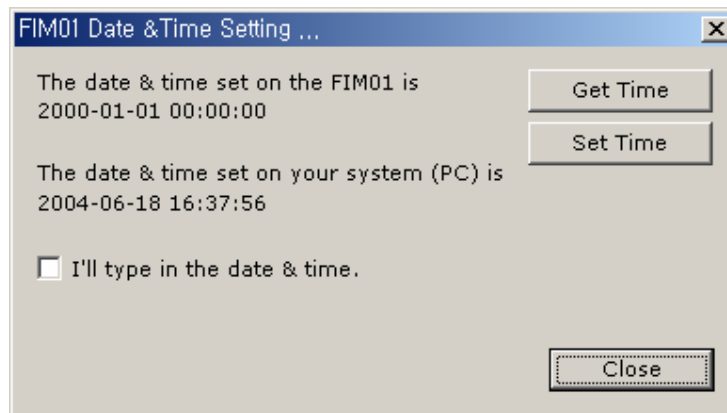 FIM01 Date &Time Setting ...
The date & time set on the FIM01 is
2000-01-01 00:00:00
Get Time
Set Time
The date & time set on your system (PC) is
2004-06-18 16:37:56
I'll type in the date & time.
Close